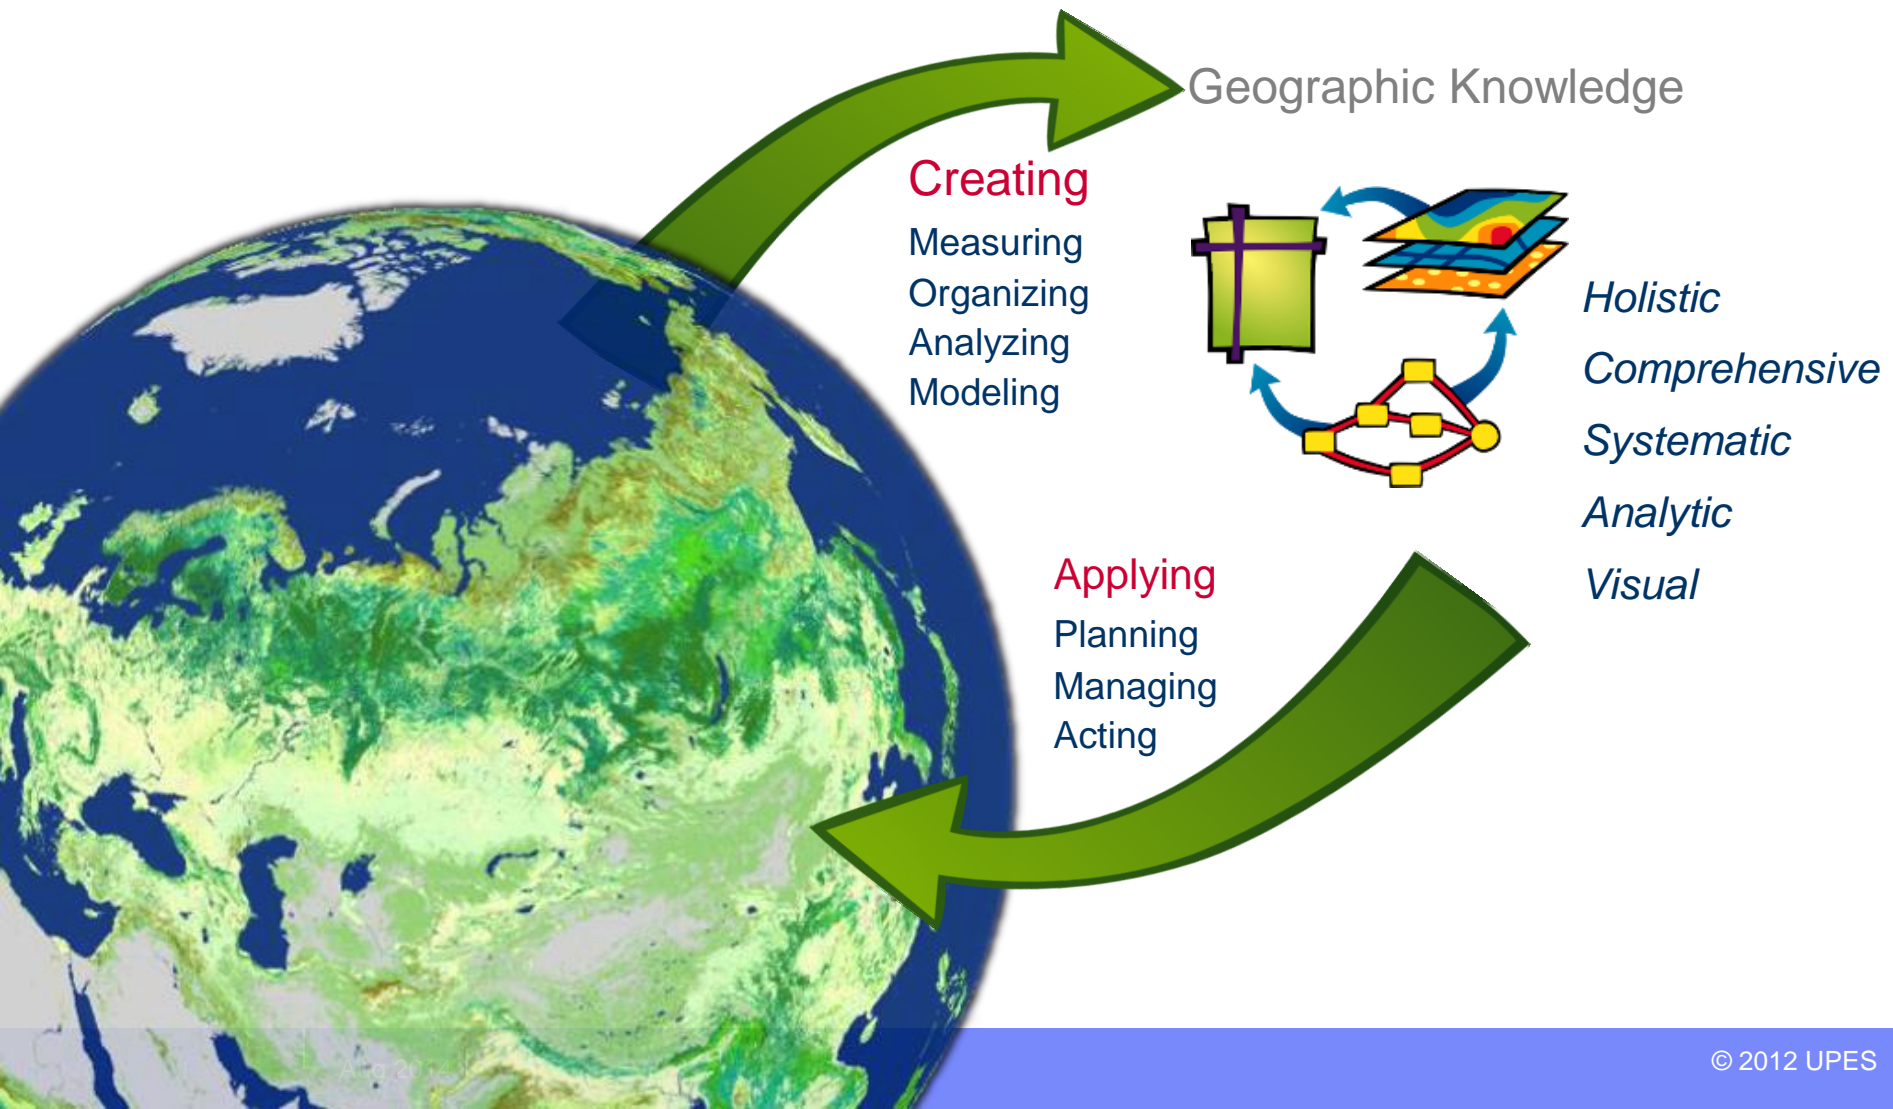 Geographic Knowledge
Creating
Measuring
Organizing
Analyzing
Modeling
Holistic
Comprehensive
Systematic
Analytic
Visual
Applying
Planning
Managing
Acting
© 2012 UPES